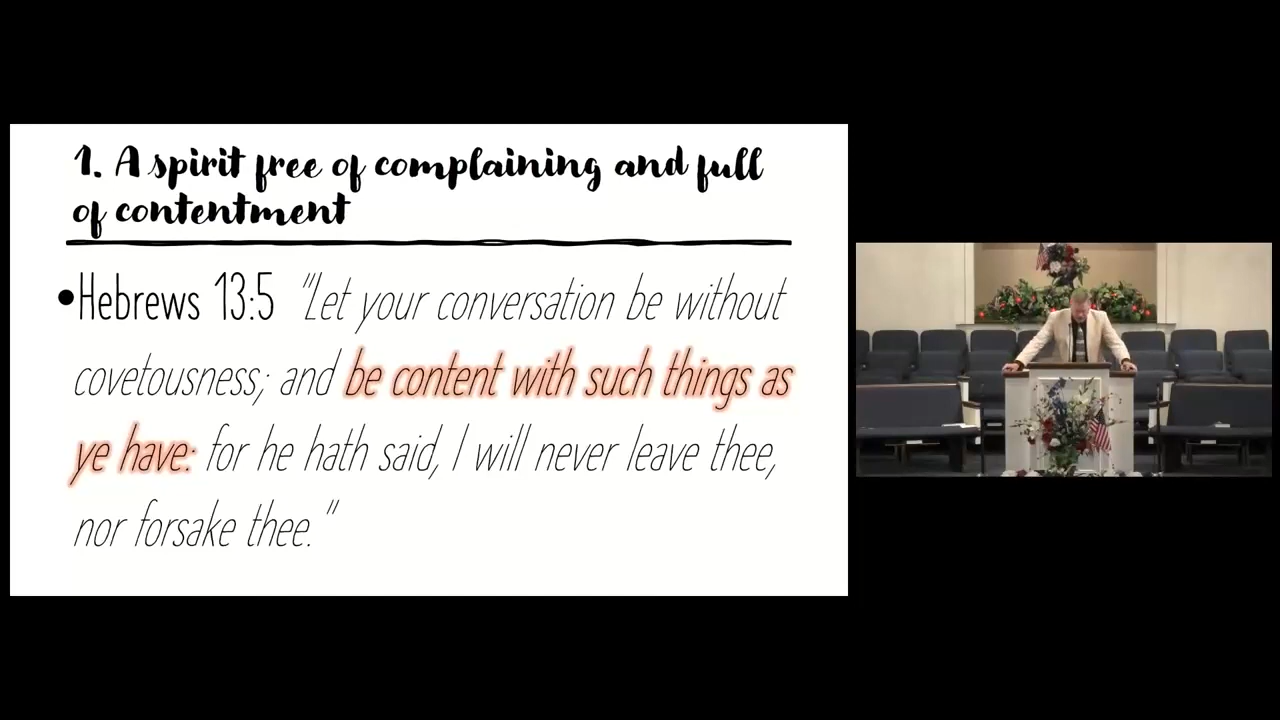 1. A spirit free of complaining and full
of contentment
•Hebrews 13:5 "Let your conversation be without
covetousness; and be content with such things as
ye have: for he hath said, I will never leave thee,
nor forsake thee."